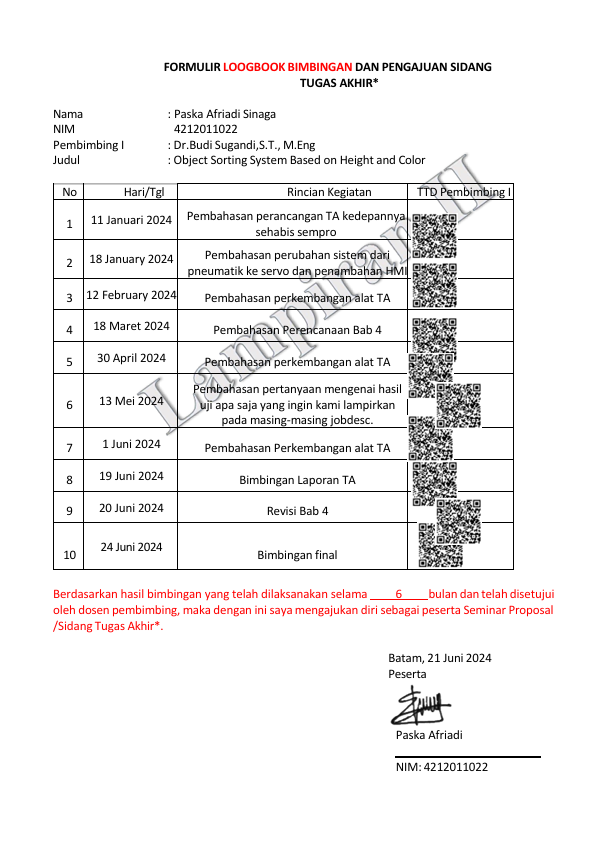 FORMULIR LOOGBOOK BIMBINGAN DAN PENGAJUAN SIDANG
TUGAS AKHIR*
Nama : Paska Afriadi Sinaga
NIM 4212011022
Pembimbing I : Dr.Budi Sugandi,S.T., M.Eng
Judul : Object Sorting System Based on Height and Color
No Hari/Tgl Rincian Kegiatan TTD Pembimbing I
1 11 Januari 2024 Pembahasan perancangan TA kedepannya
sehabis sempro
2 18 January 2024 Pembahasan perubahan sistem dari
pneumatik ke servo dan penambahan HMI
3 12 February 2024 Pembahasan perkembangan alat TA
4 18 Maret 2024 Pembahasan Perencanaan Bab 4
5 30 April 2024 Pembahasan perkembangan alat TA
6 13 Mei 2024 Pembahasan pertanyaan mengenai hasil
uji apa saja yang ingin kami lampirkan
pada masing-masing jobdesc.
7 1 Juni 2024 Pembahasan Perkembangan alat TA
8 19 Juni 2024 Bimbingan Laporan TA
9 20 Juni 2024 Revisi Bab 4
10 24 Juni 2024 Bimbingan final
Lampiran II
Berdasarkan hasil bimbingan yang telah dilaksanakan selama 6 bulan dan telah disetujui
oleh dosen pembimbing, maka dengan ini saya mengajukan diri sebagai peserta Seminar Proposal
/Sidang Tugas Akhir*.
Batam, 21 Juni 2024
Peserta
Paska Afriadi
NIM: 4212011022